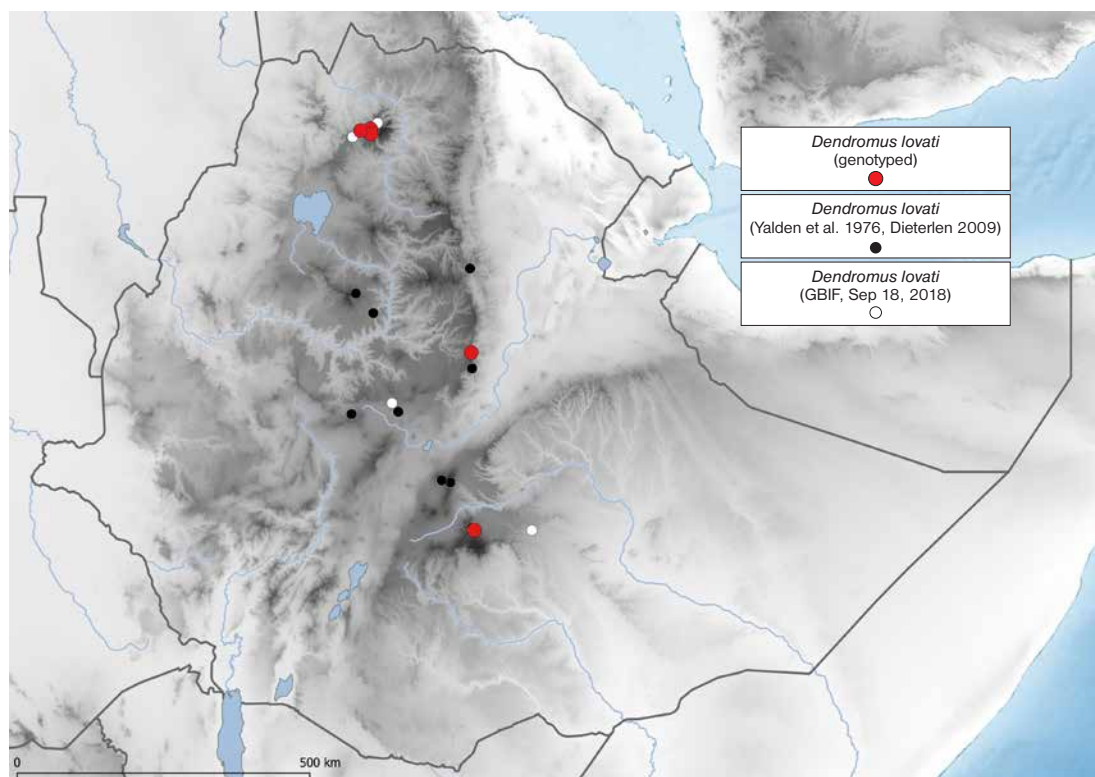 Dendromus lovati
(genotyped)
Dendromus lovati
(Yalden et al. 1976, Dieterlen 2009)
Dendromus lovati
(GBIF, Sep 18, 2018)
0 500 km